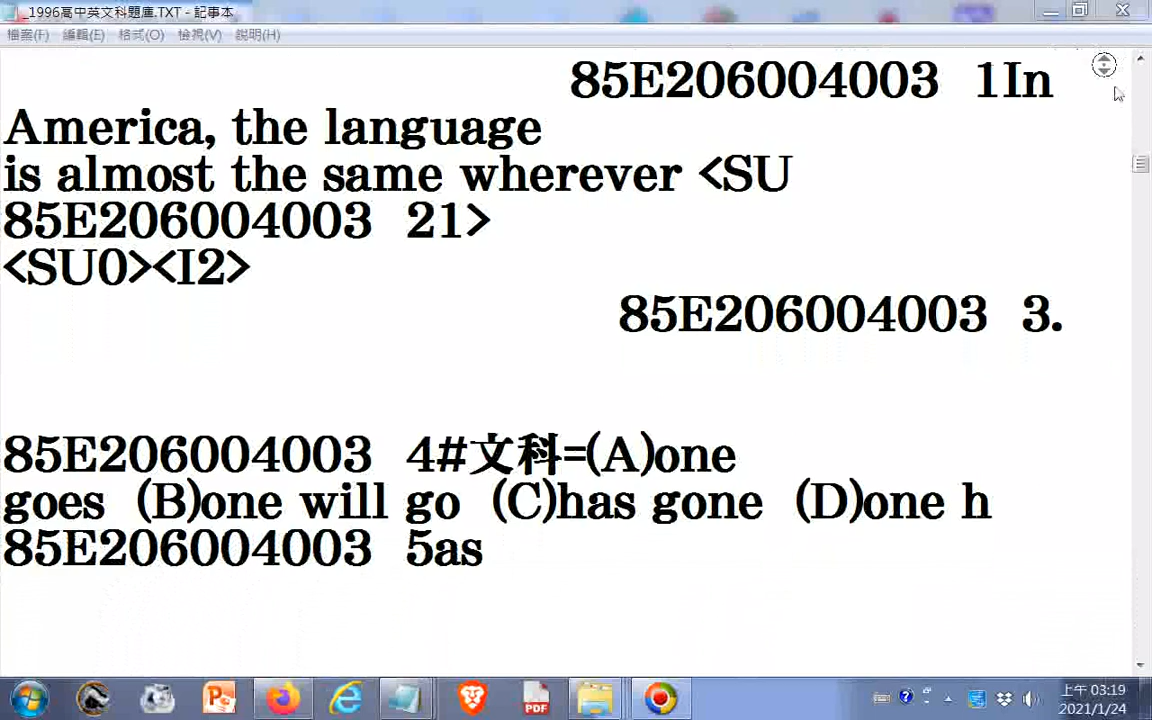 _1996高中英文科題庫.TXT - 記事本
檔案(F) 編輯(E) 格式(O) 檢視(V) 說明(H)
85E206004003 1In
America, the language
is almost the same wherever <SU
85E206004003 21>
<SU0><I2>
85E206004003 3.
85E206004003 4#文科=(A)one
goes (B)one will go (C)has gone (D)one h
85E206004003 5as
PDF
上午 03:19
2021/1/24